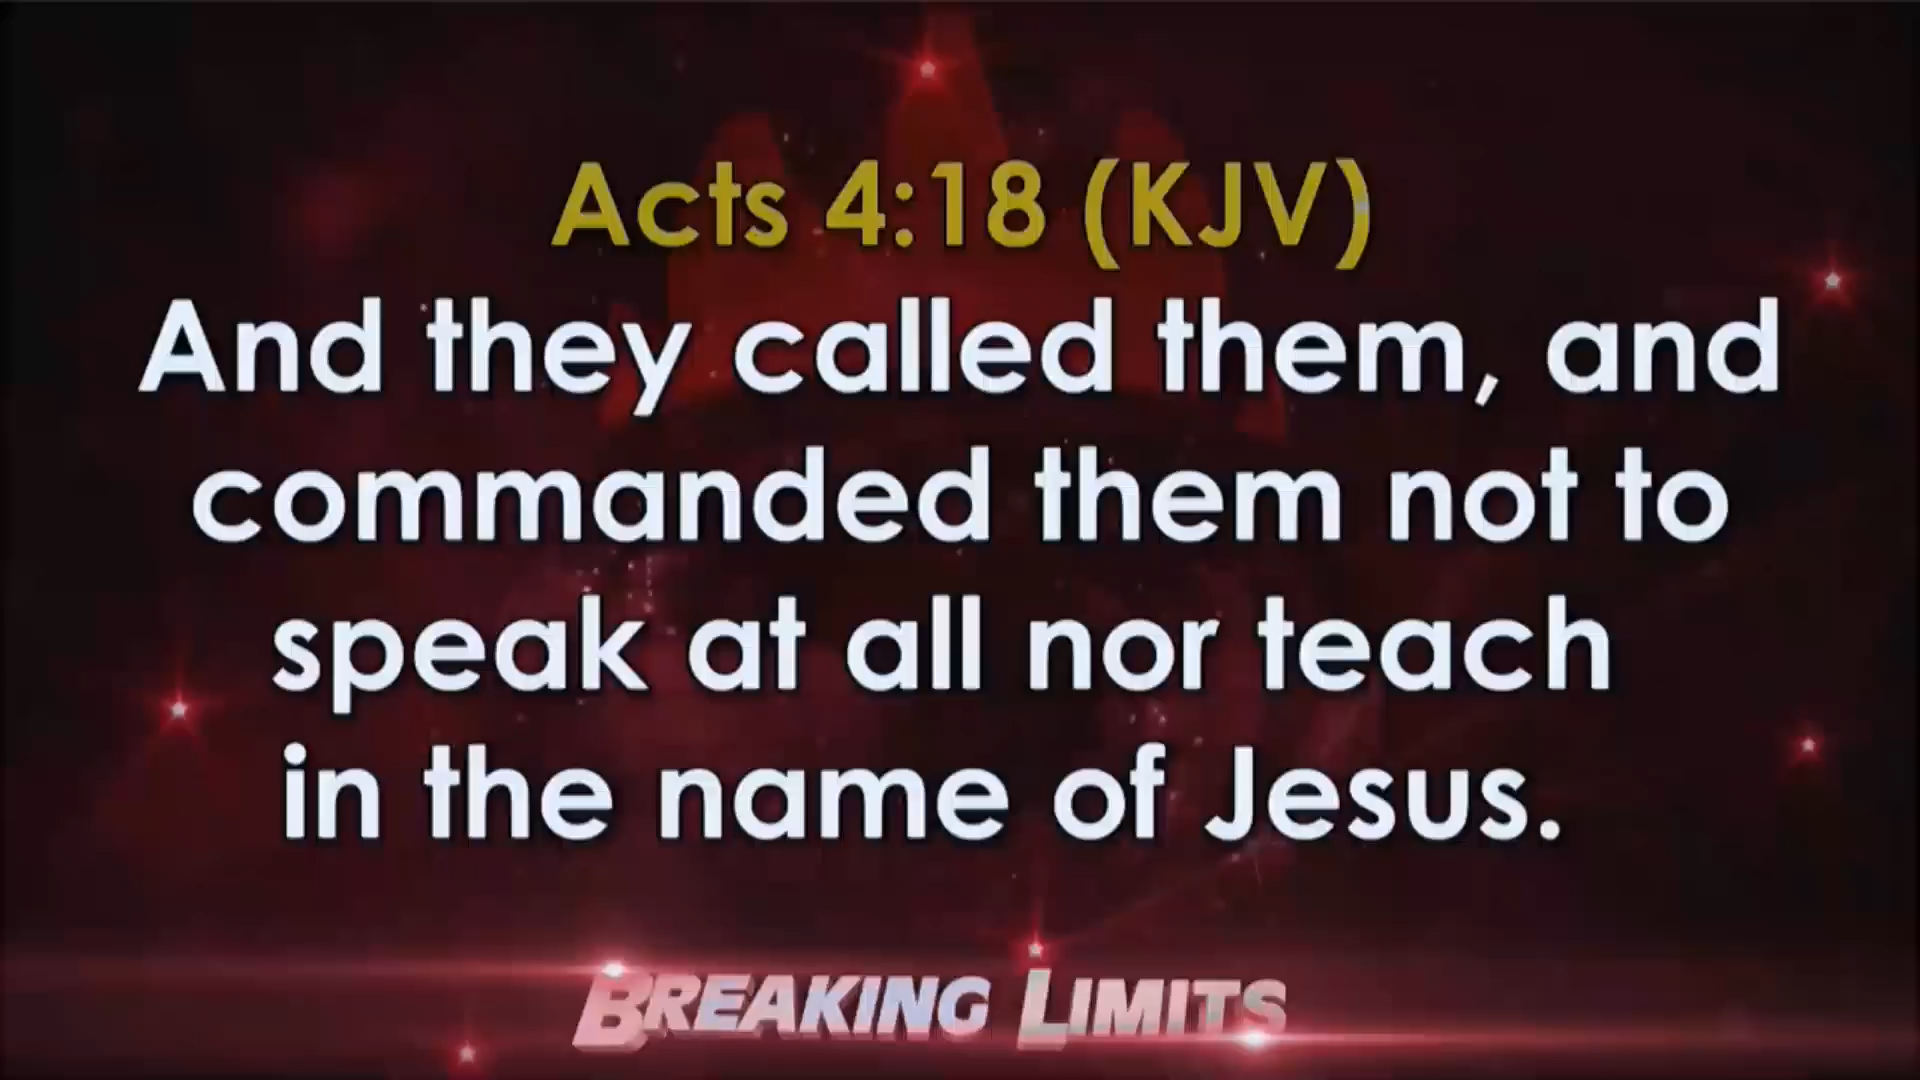 Acts 4:18 (KJV)
And they called them, and
commanded them not to
speak at all nor teach
in the name of Jesus.
BREAKING LIMITS